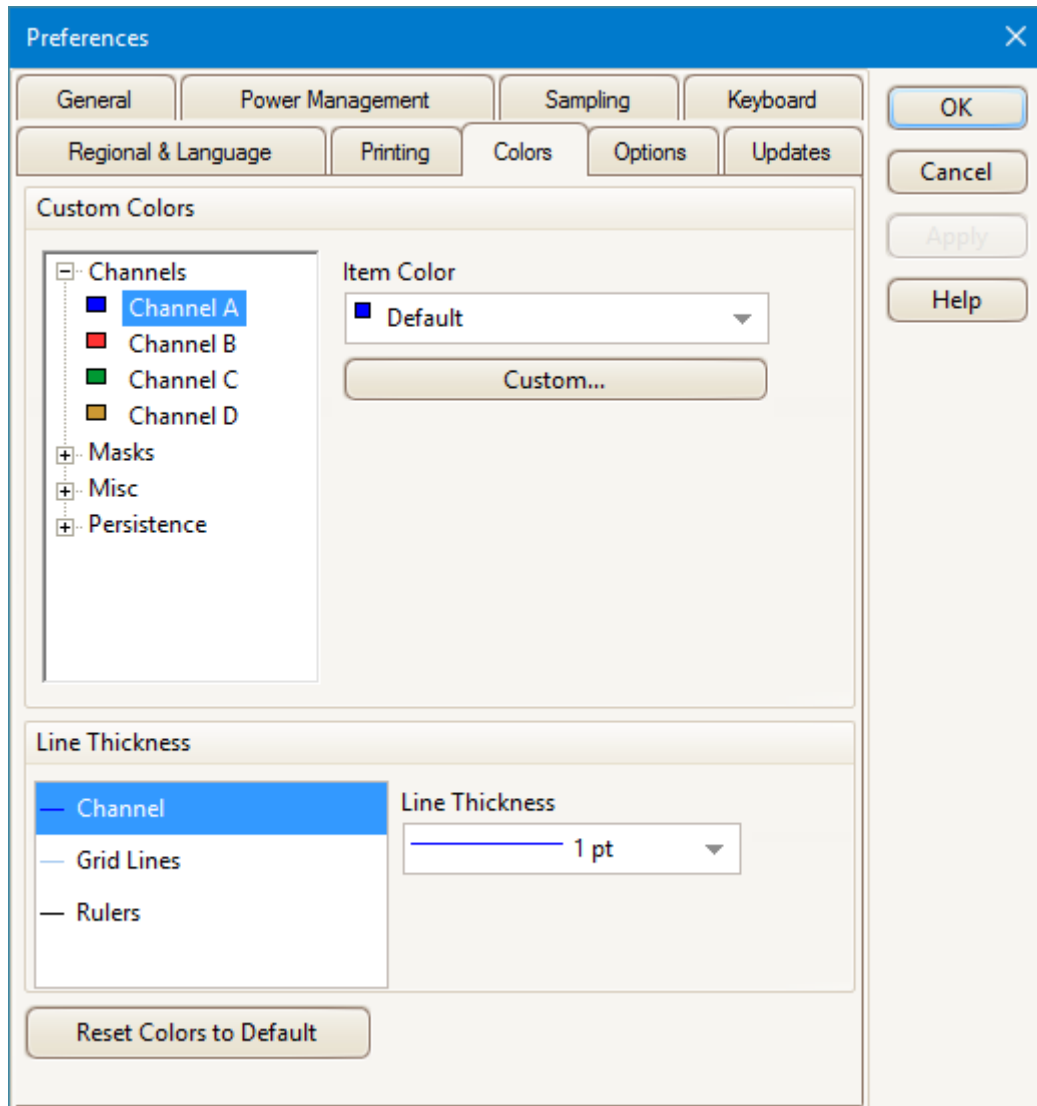 Preferences
General Power Management Sampling Keyboard
Regional & Language Printing Colors Options Updates
OK
Cancel
Apply
Help
Custom Colors
Channels
Channel A
Channel B
Channel C
Channel D
Masks
Misc
Persistence
Item Color
Default
Custom...
Line Thickness
Channel
Grid Lines
Rulers
Line Thickness
1 pt
Reset Colors to Default